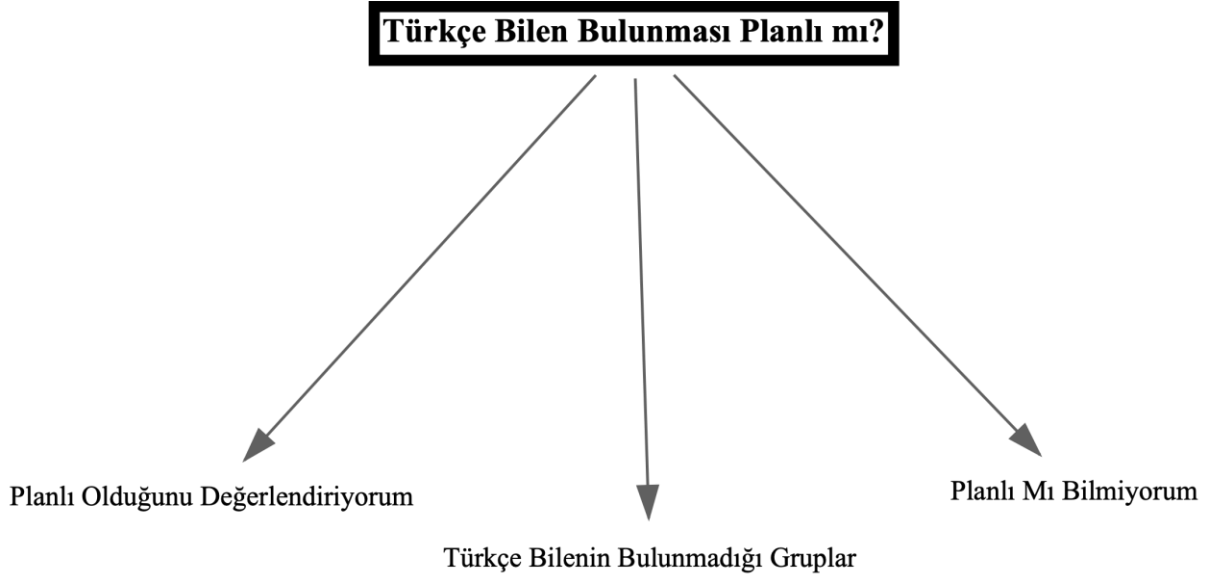 Türkçe Bilen Bulunması Planlı mı?
Planlı Olduğunu Değerlendiriyorum
Planlı Mı Bilmiyorum
Türkçe Bilenin Bulunmadığı Gruplar